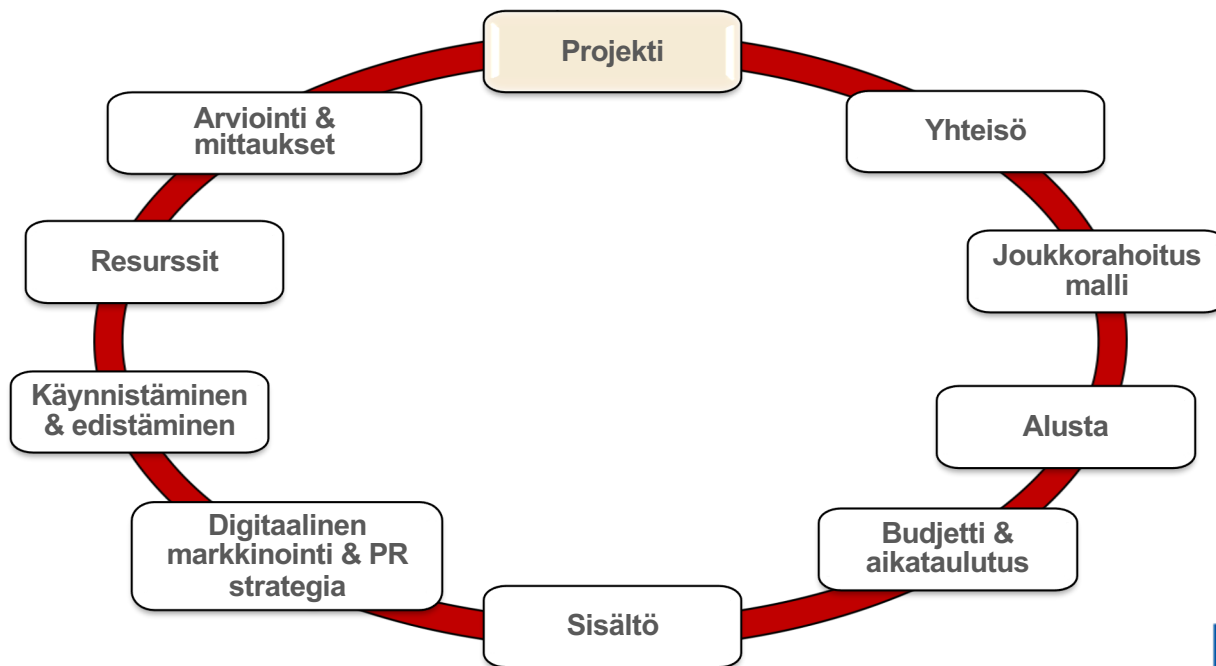 Projekti
Yhteisö
Joukkorahoitus
malli
Alusta
Budjetti &
aikataulutus
Sisältö
Digitaalinen
markkinointi & PR
strategia
Käynnistäminen
& edistäminen
Resurssit
Arviointi &
mittaukset